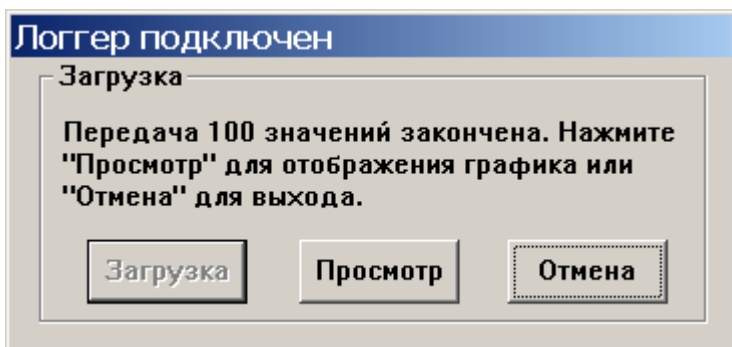 Логгер подключен
Загрузка
Передача 100 значений закончена. Нажмите
"Просмотр" для отображения графика или
"Отмена" для выхода.
Загрузка Просмотр Отмена